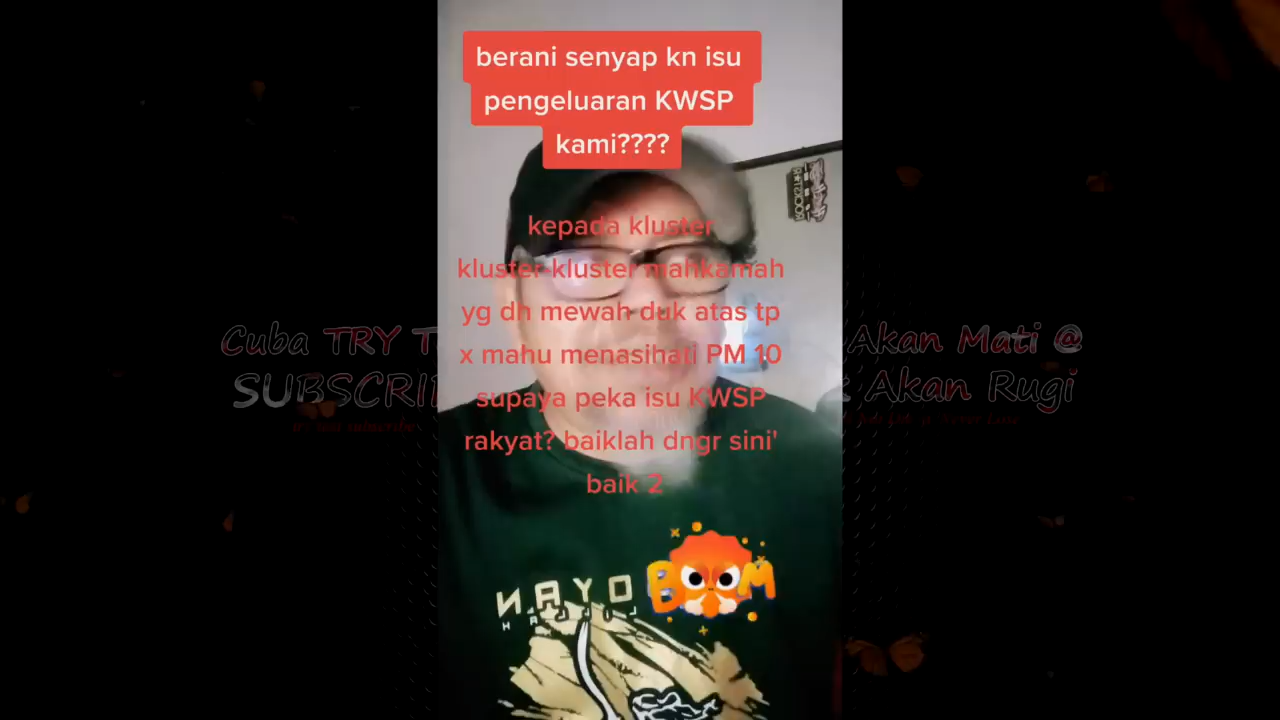 berani senyap kn isu
pengeluaran KWSP
kami????
kepada kluster
kluster kluster mahkamah
yg dh mewah duk atas tp
x mahu menasihati PM 10
supaya peka isu KWSP
rakyat? baiklah dngr sini'
baik 2
Cuba TRY T
SUBSCRI
Akan Mati @
Akan Rugi
NAYO
BOM